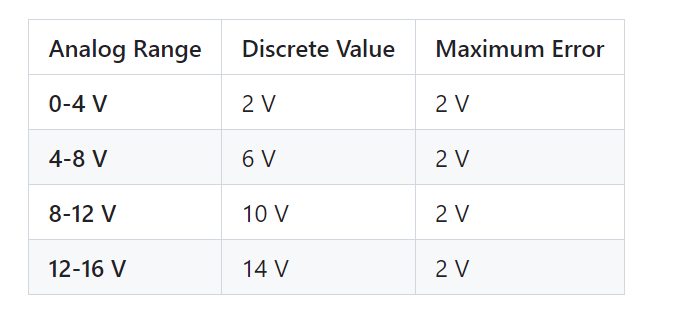 Analog Range Discrete Value Maximum Error
0-4 V 2 V 2 V
4-8 V 6 V 2 V
8-12 V 10 V 2 V
12-16 V 14 V 2 V